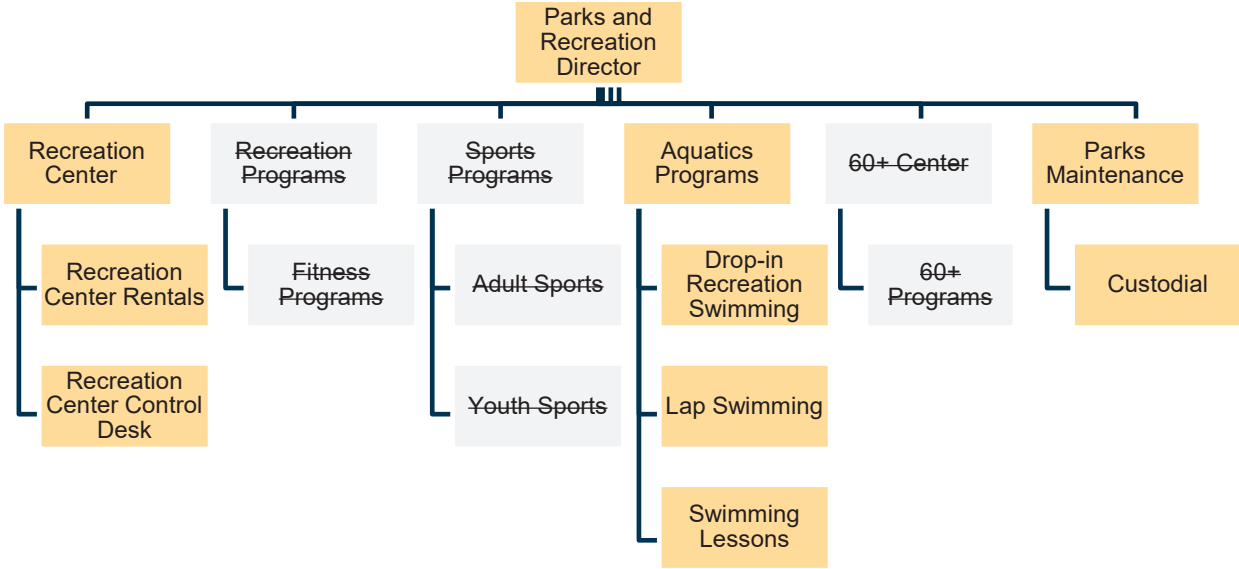 Parks and
Recreation
Director
Recreation
Center
Recreation
Programs
Sports
Programs
Aquatics
Programs
60+ Center
Parks
Maintenance
Recreation
Center Rentals
Fitness
Programs
Adult Sports
Drop-in
Recreation
Swimming
60+
Programs
Custodial
Recreation
Center Control
Desk
Youth Sports
Lap Swimming
Swimming
Lessons